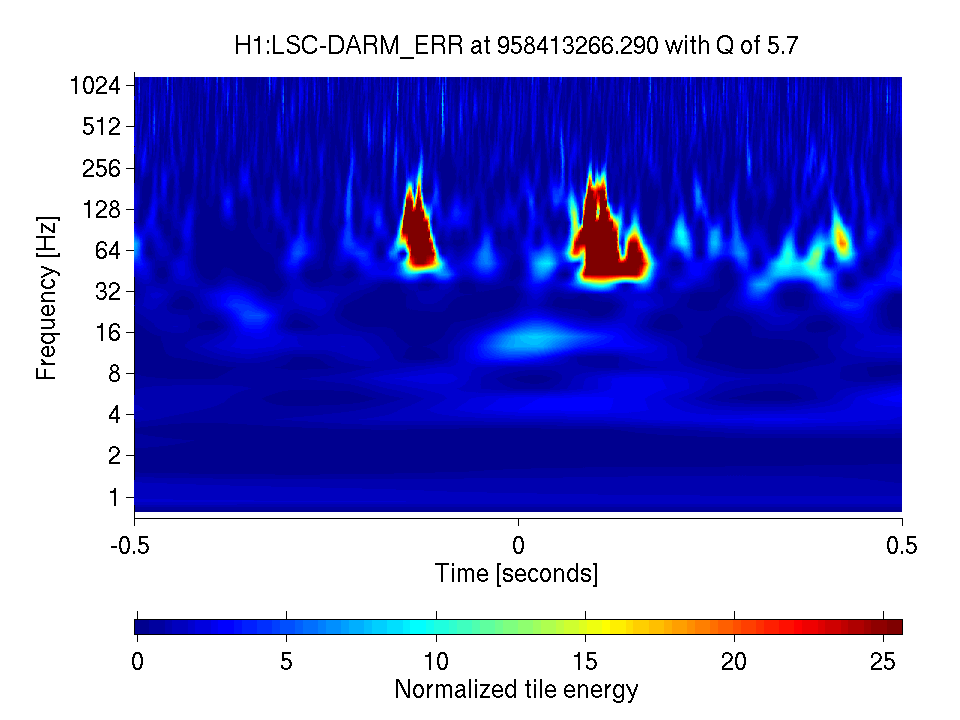 H1:LSC-DARM_ERR at 958413266.290 with Q of 5.7
1024
512
256
128
64
32
16
8
4
2
1
Frequency [Hz]
-0.5 0 0.5
Time [seconds]
0 5 10 15 20 25
Normalized tile energy